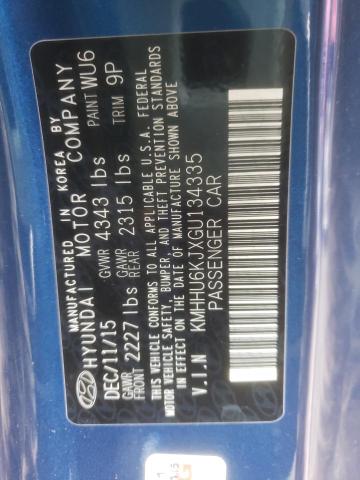 MANUFACTURED IN KOREA BY
HYUNDAI MOTOR COMPANY
DEC/11/15 GVWR 4343 lbs PAINT WU6
GAWR FRONT 2227 lbs GAWR REAR 2315 lbs TRIM 9P
THIS VEHICLE CONFORMS TO ALL APPLICABLE U.S.A. FEDERAL
MOTOR VEHICLE SAFETY, BUMPER, AND THEFT PREVENTION STANDARDS
IN EFFECT ON THE DATE OF MANUFACTURE SHOWN ABOVE
V.I.N KMHHU6KJXGU134335
PASSENGER CAR